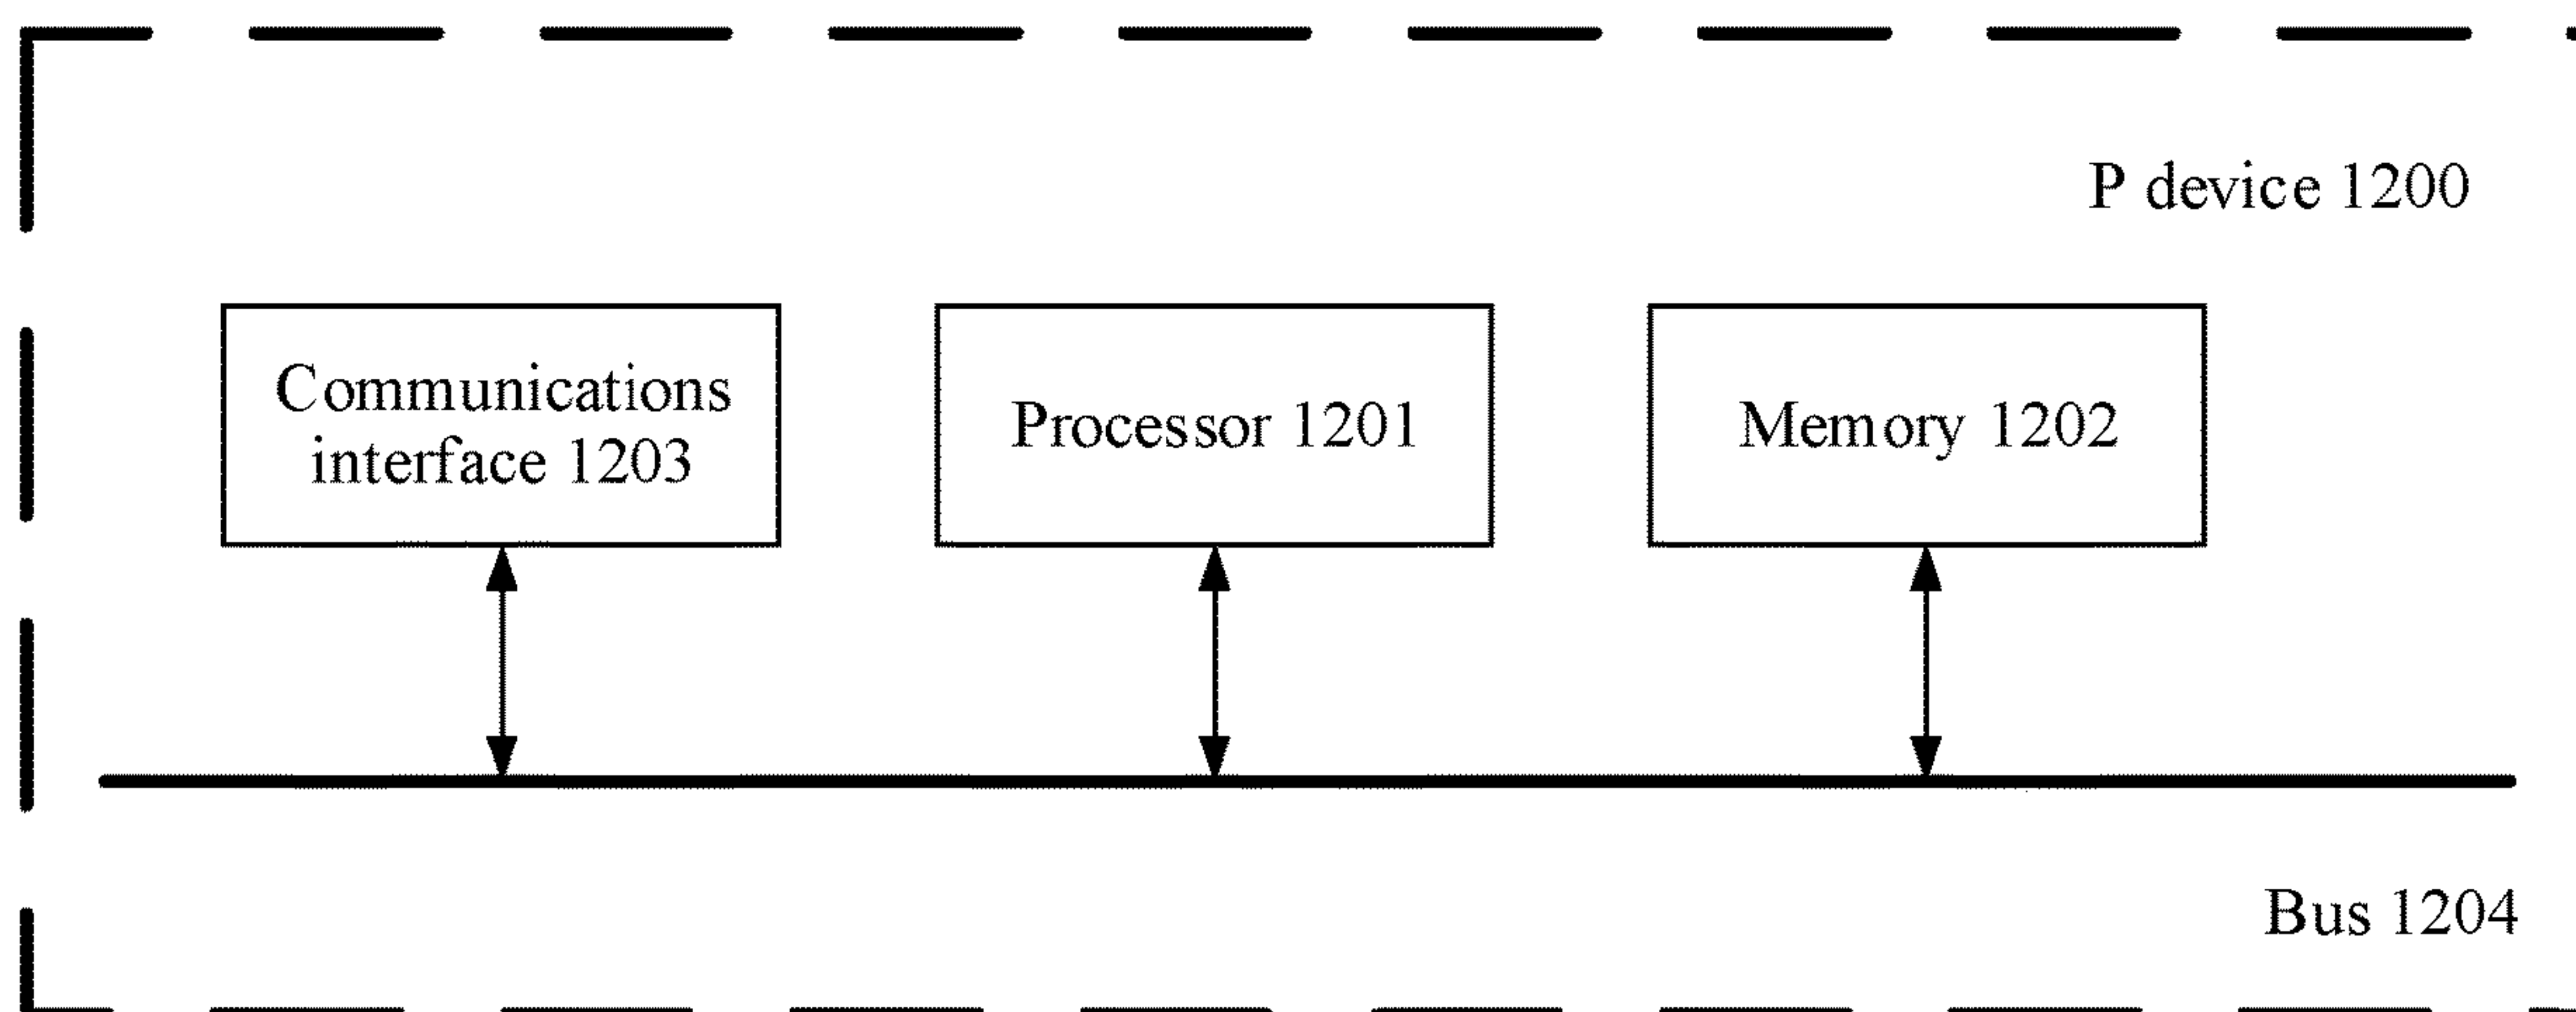 P device 1200
Communications
interface 1203
Processor 1201
Memory 1202
Bus 1204